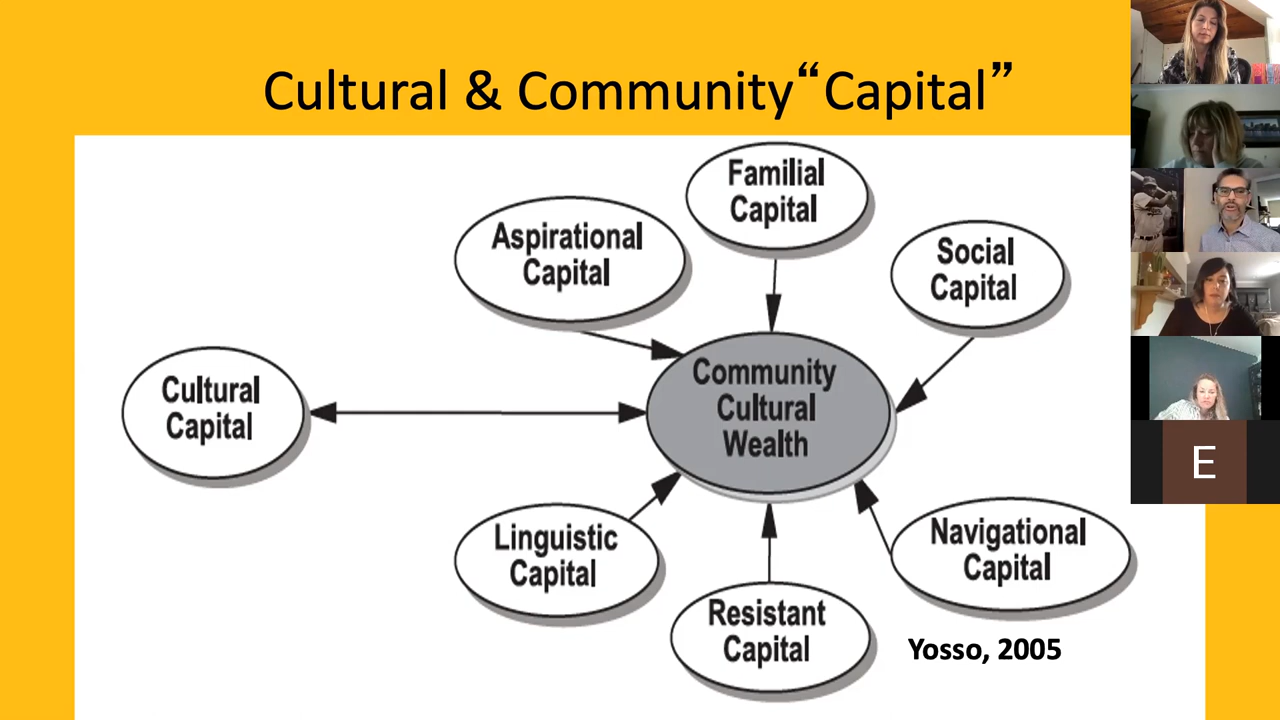 Cultural & Community“Capital”
Familial
Capital
Aspirational
Capital
Social
Capital
Community
Cultural
Wealth
Cultural
Capital
Linguistic
Capital
Navigational
Capital
Resistant
Capital
Yosso, 2005
E